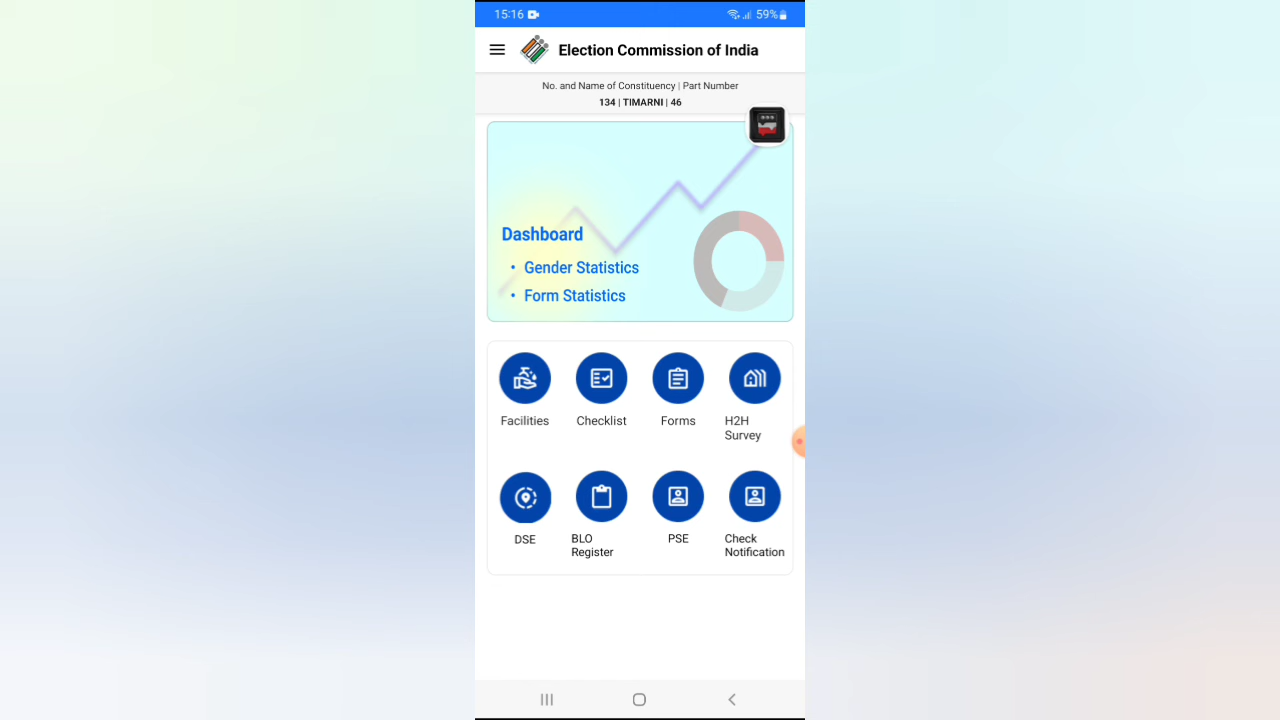 15:16
59%
Election Commission of India
No. and Name of Constituency | Part Number
134 | TIMARNI | 46
Dashboard
• Gender Statistics
• Form Statistics
Facilities
Checklist
Forms
H2H
Survey
DSE
BLO
Register
PSE
Check
Notification